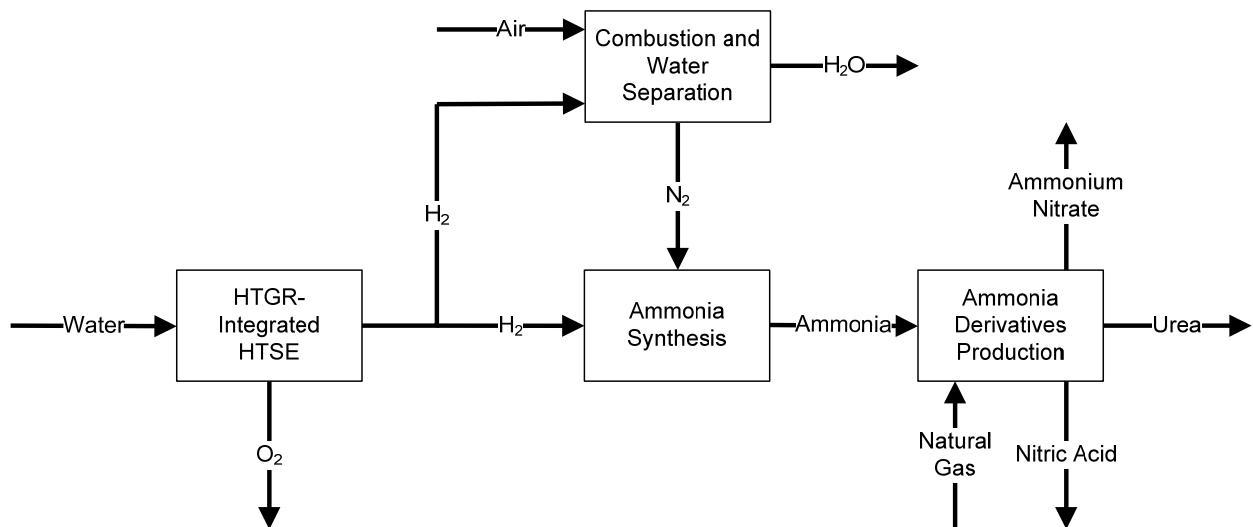 Air
Combustion and
Water
Separation
H₂O
H₂
N₂
Ammonium
Nitrate
Water
HTGR-
Integrated
HTSE
H₂
Ammonia
Synthesis
Ammonia
Ammonia
Derivatives
Production
Urea
O₂
Natural
Gas
Nitric Acid